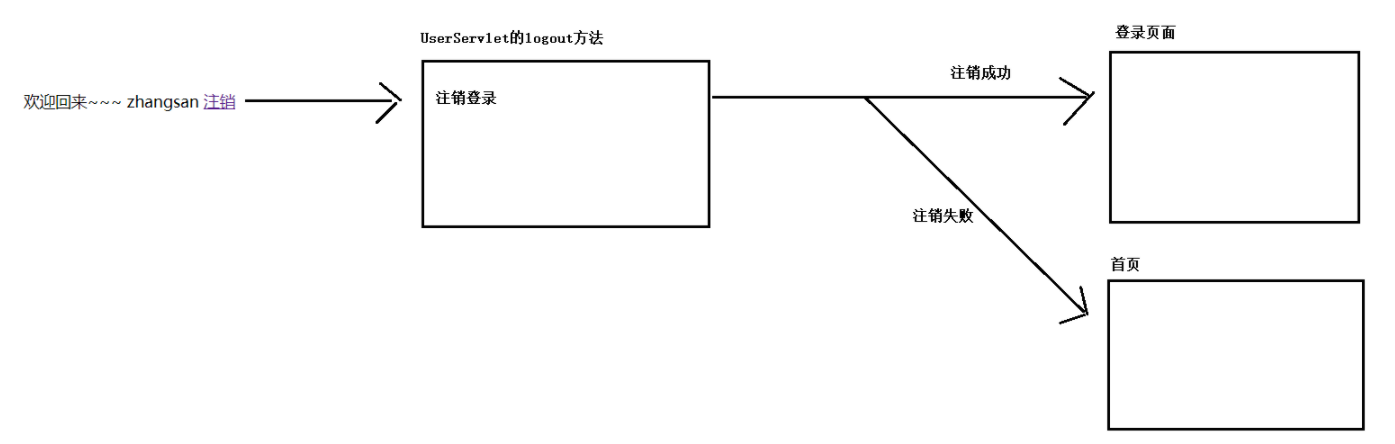 UserServlet的logout方法
登录页面
欢迎回来~~~ zhangsan 注销
注销登录
注销成功
注销失败
首页